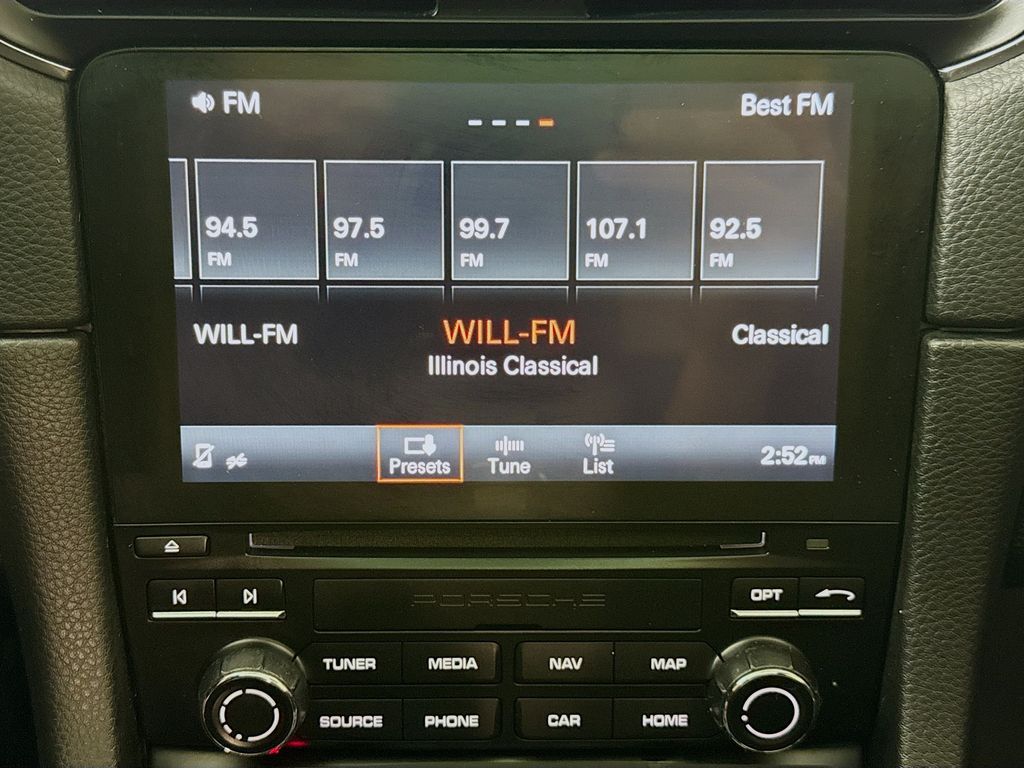 FM Best FM
94.5 97.5 99.7 107.1 92.5
FM FM FM FM FM
WILL-FM WILL-FM Classical
Illinois Classical
Presets Tune List 2:52 PM
PORSCHE
OPT
TUNER MEDIA NAV MAP
SOURCE PHONE CAR HOME